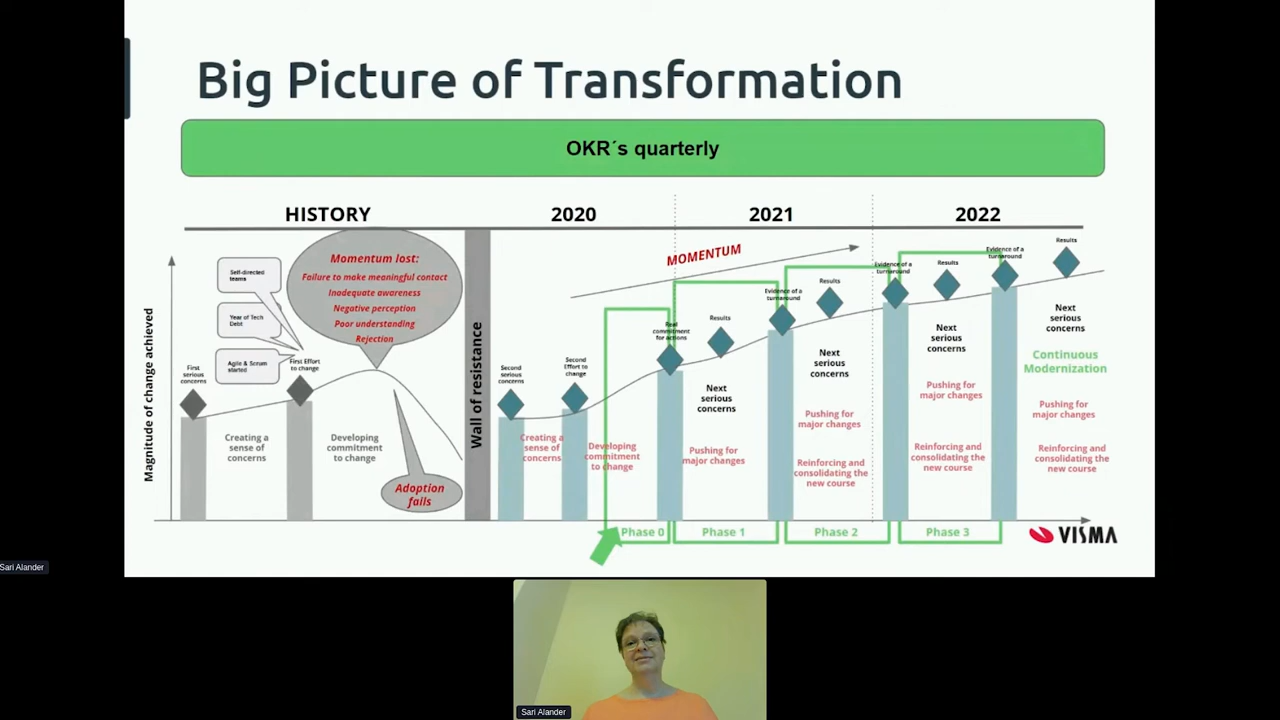 Big Picture of Transformation
OKR´s quarterly
HISTORY
2020
2021
2022
Magnitude of change achieved
Self-directed
teams
Year of Tech
Debt
Agile & Scrum
started
Momentum lost:
Failure to make meaningful contact
Inadequate awareness
Negative perception
Poor understanding
Rejection
First
serious
concerns
First Effort
to change
Creating a
sense of
concerns
Developing
commitment
to change
Adoption
fails
Wall of resistance
MOMENTUM
Second
serious
concerns
Second
Effort to
change
Creating a
sense of
concerns
Developing
commitment
to change
Real
commitment
for actions
Results
Next
serious
concerns
Pushing for
major changes
Evidence of a
turnaround
Results
Next
serious
concerns
Pushing for
major changes
Reinforcing and
consolidating the
new course
Evidence of a
turnaround
Results
Next
serious
concerns
Pushing for
major changes
Reinforcing and
consolidating the
new course
Evidence of a
turnaround
Results
Next
serious
concerns
Continuous
Modernization
Pushing for
major changes
Reinforcing and
consolidating the
new course
Phase 0
Phase 1
Phase 2
Phase 3
VISMA
Sari Alander
Sari Alander